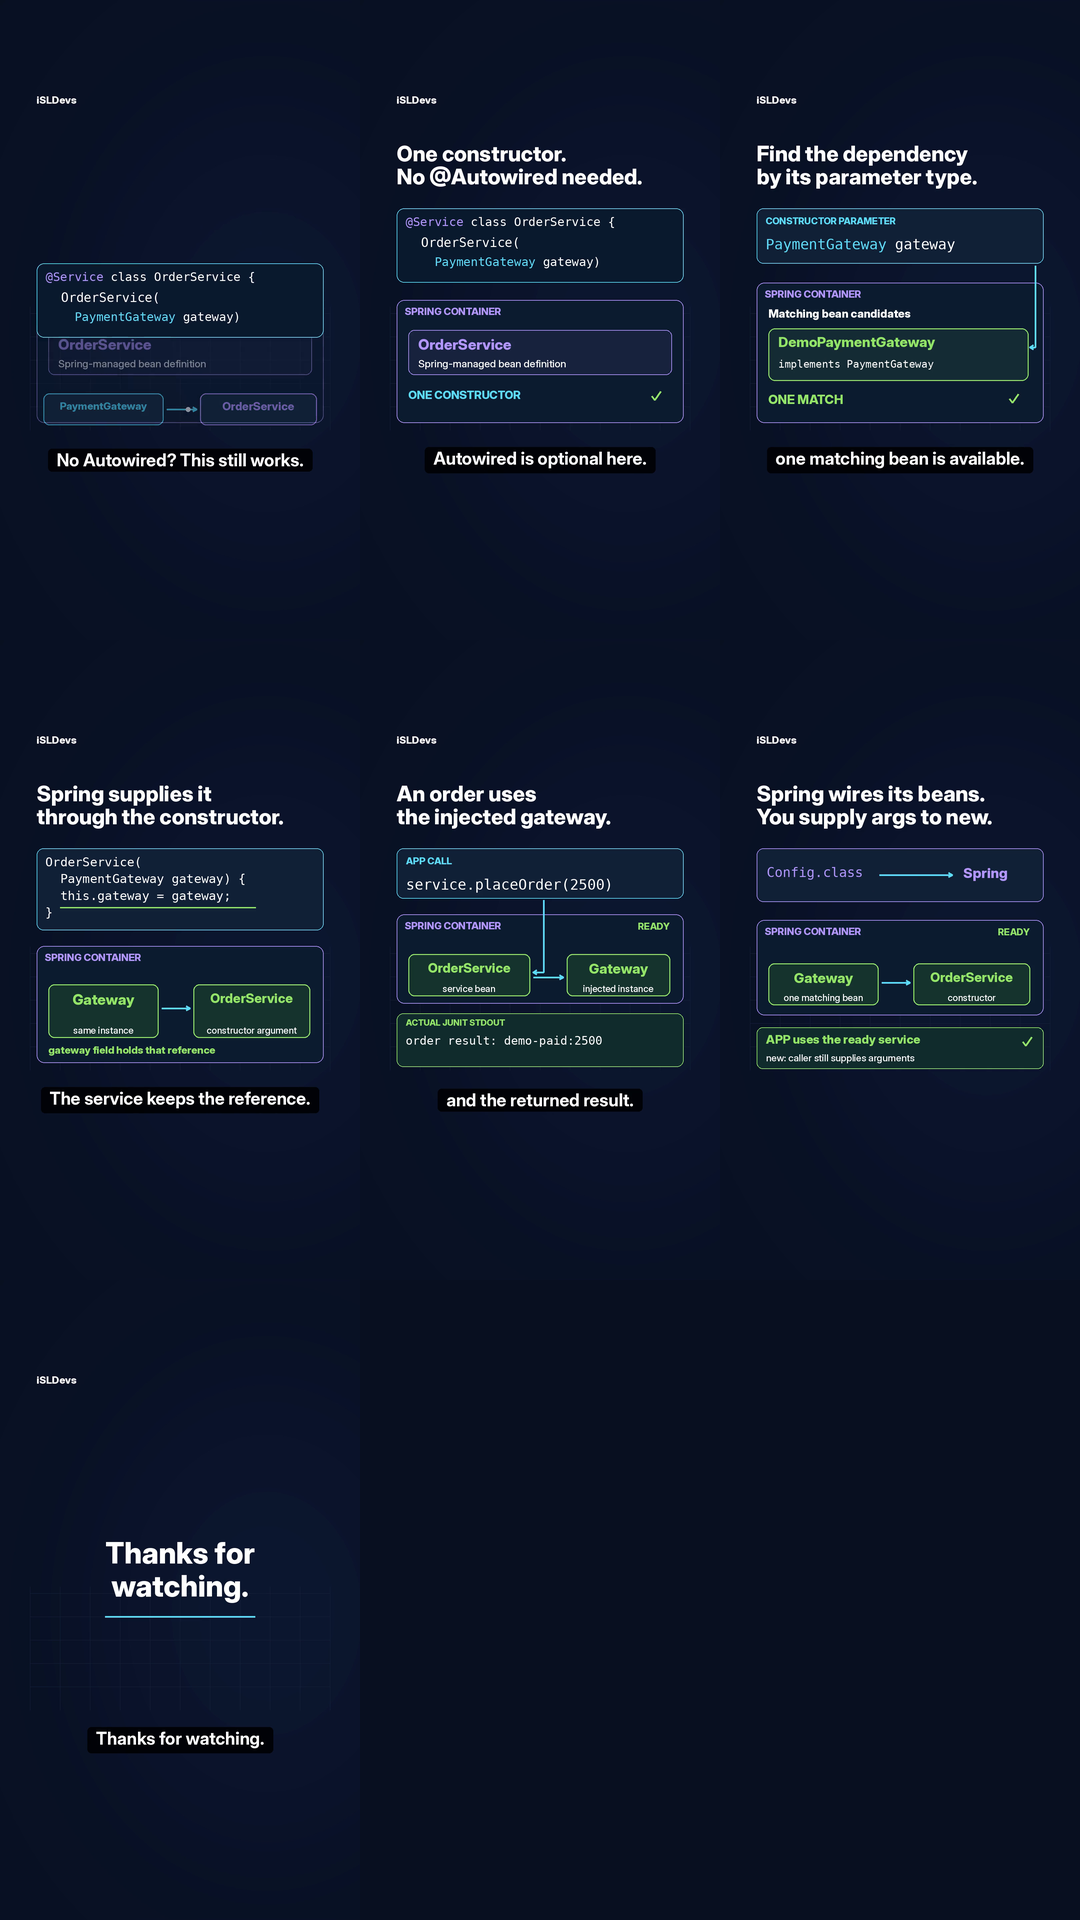 iSLDevs
@Service class OrderService {
OrderService(
PaymentGateway gateway)
OrderService
Spring-managed bean definition
PaymentGateway
OrderService
No Autowired? This still works.
iSLDevs
One constructor.
No @Autowired needed.
@Service class OrderService {
OrderService(
PaymentGateway gateway)
SPRING CONTAINER
OrderService
Spring-managed bean definition
ONE CONSTRUCTOR
Autowired is optional here.
iSLDevs
Find the dependency
by its parameter type.
CONSTRUCTOR PARAMETER
PaymentGateway gateway
SPRING CONTAINER
Matching bean candidates
DemoPaymentGateway
implements PaymentGateway
ONE MATCH
one matching bean is available.
iSLDevs
Spring supplies it
through the constructor.
OrderService(
PaymentGateway gateway) {
this.gateway = gateway;
}
SPRING CONTAINER
Gateway
same instance
OrderService
constructor argument
gateway field holds that reference
The service keeps the reference.
iSLDevs
An order uses
the injected gateway.
APP CALL
service.placeOrder(2500)
SPRING CONTAINER
READY
OrderService
service bean
Gateway
injected instance
ACTUAL JUNIT STDOUT
order result: demo-paid:2500
and the returned result.
iSLDevs
Spring wires its beans.
You supply args to new.
Config.class
Spring
SPRING CONTAINER
READY
Gateway
one matching bean
OrderService
constructor
APP uses the ready service
new: caller still supplies arguments
iSLDevs
Thanks for
watching.
Thanks for watching.